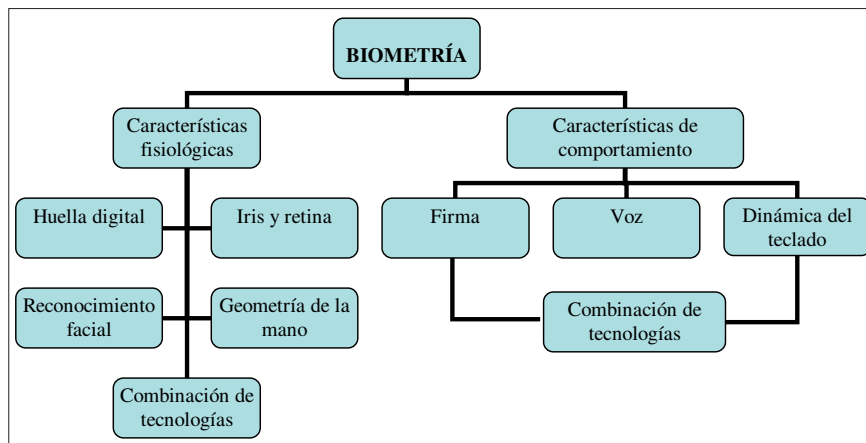 BIOMETRÍA
Características
fisiológicas
Características de
comportamiento
Huella digital
Iris y retina
Firma
Voz
Dinámica del
teclado
Reconocimiento
facial
Geometría de la
mano
Combinación de
tecnologías
Combinación de
tecnologías